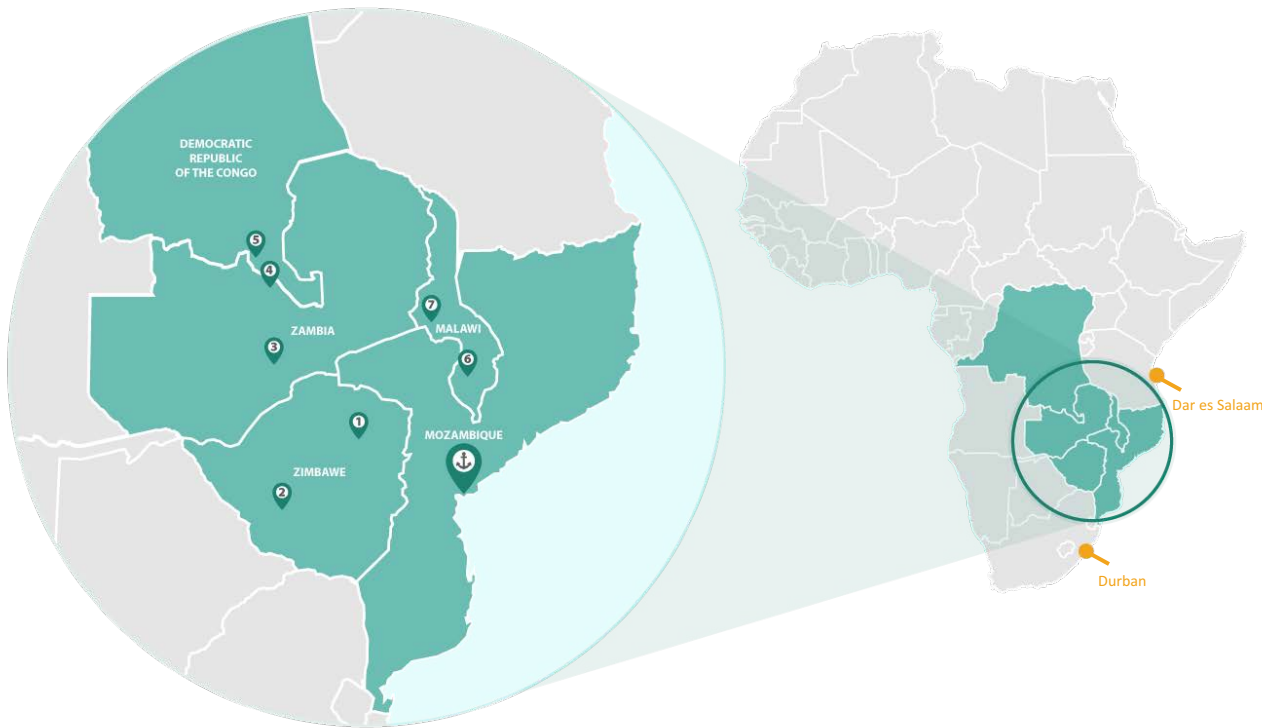 DEMOCRATIC
REPUBLIC
OF THE CONGO
5
4
7
ZAMBIA
MALAWI
3
6
1
MOZAMBIQUE
ZIMBAWE
2
Dar es Salaam
Durban